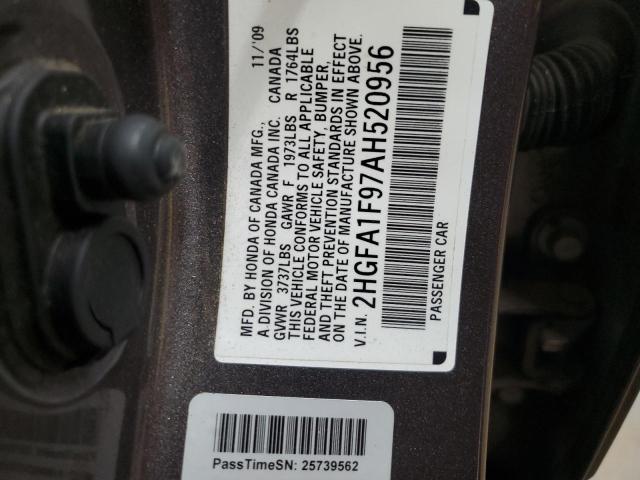 MFD. BY HONDA OF CANADA MFG.,
A DIVISION OF HONDA CANADA INC. CANADA 11/'09
GVWR 3737LBS GAWR F 1973LBS R 1764LBS
THIS VEHICLE CONFORMS TO ALL APPLICABLE
FEDERAL MOTOR VEHICLE SAFETY, BUMPER,
AND THEFT PREVENTION STANDARDS IN EFFECT
ON THE DATE OF MANUFACTURE SHOWN ABOVE.
V.I.N. 2HGFA1F97AH520956
PASSENGER CAR
PassTimeSN: 25739562